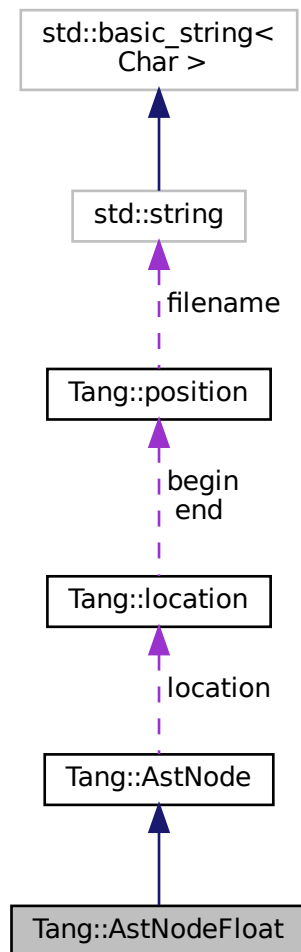 std::basic_string<
Char >
std::string
filename
Tang::position
begin
end
Tang::location
location
Tang::AstNode
Tang::AstNodeFloat